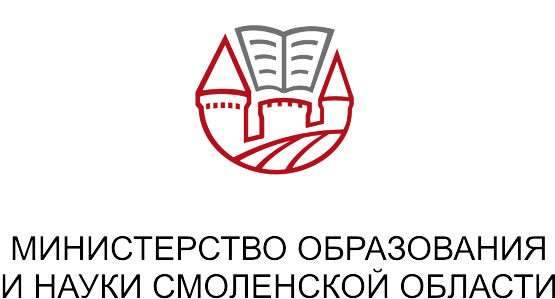 МИНИСТЕРСТВО ОБРАЗОВАНИЯ
И НАУКИ СМОЛЕНСКОЙ ОБЛАСТИ